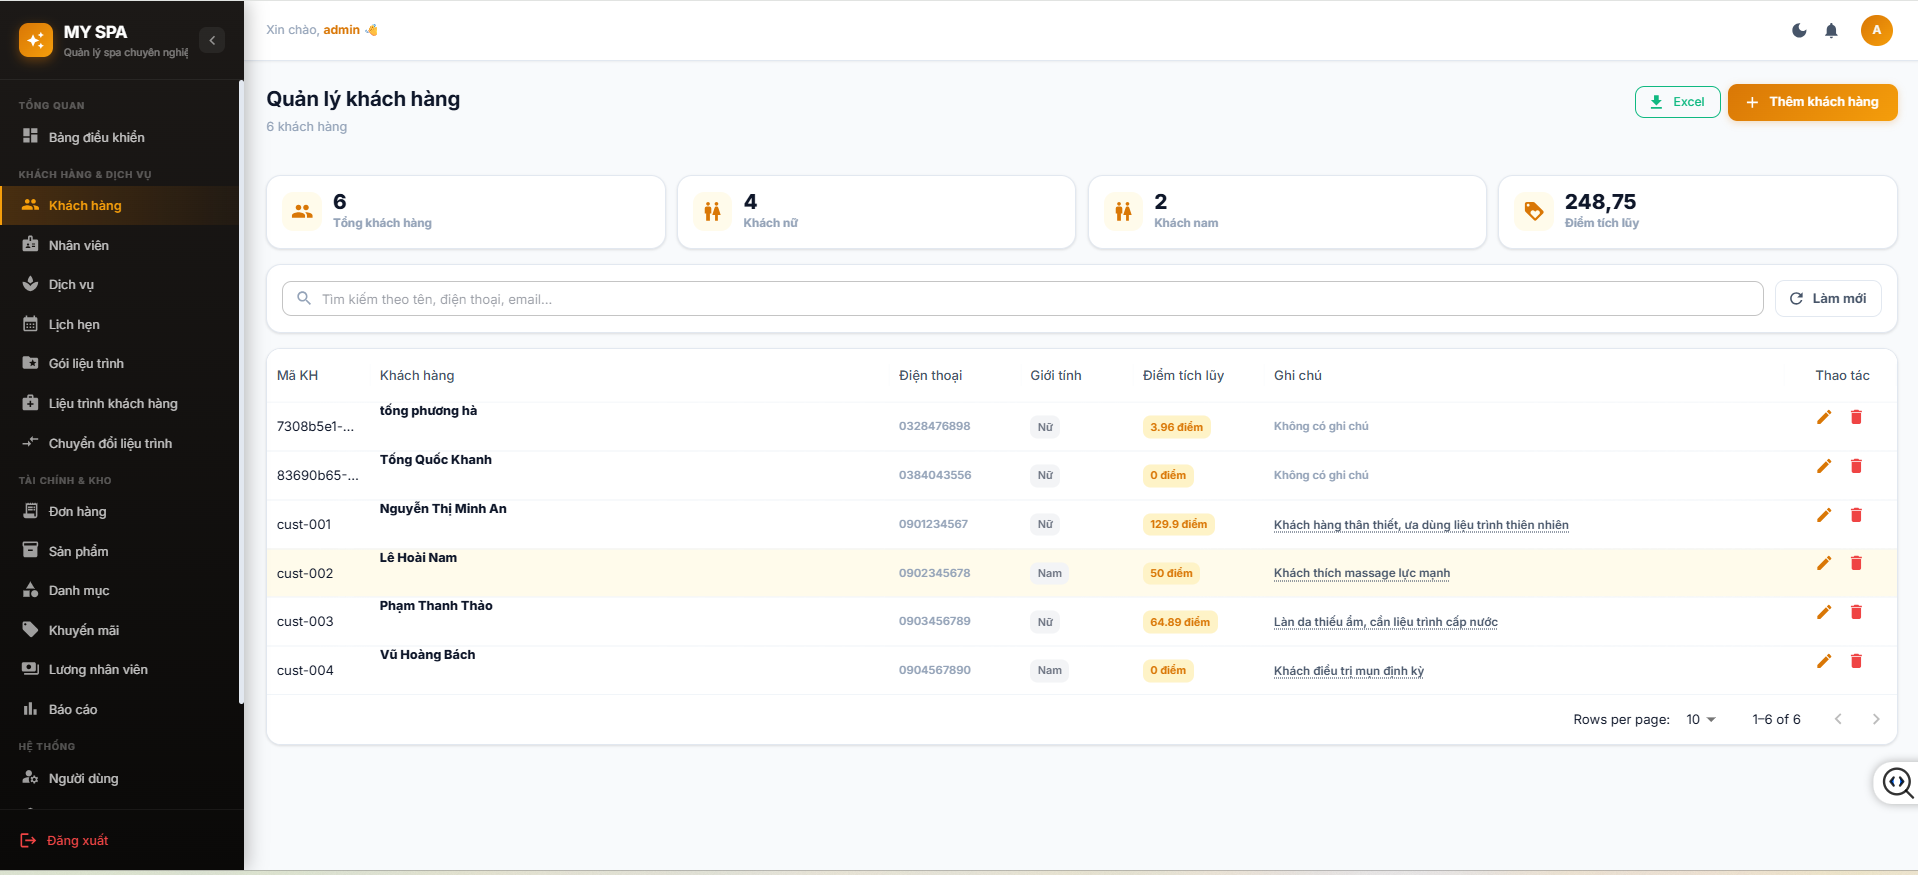 MY SPA
Quản lý spa chuyên nghiệ
Xin chào, admin 👋
A
TỔNG QUAN
Bảng điều khiển
KHÁCH HÀNG & DỊCH VỤ
Khách hàng
Nhân viên
Dịch vụ
Lịch hẹn
Gói liệu trình
Liệu trình khách hàng
Chuyển đổi liệu trình
TÀI CHÍNH & KHO
Đơn hàng
Sản phẩm
Danh mục
Khuyến mãi
Lương nhân viên
Báo cáo
HỆ THỐNG
Người dùng
Đăng xuất
Quản lý khách hàng
6 khách hàng
Excel
+ Thêm khách hàng
6
Tổng khách hàng
4
Khách nữ
2
Khách nam
248,75
Điểm tích lũy
Tìm kiếm theo tên, điện thoại, email...
Làm mới
Mã KH Khách hàng Điện thoại Giới tính Điểm tích lũy Ghi chú Thao tác
7308b5e1-... tống phương hà 0328476898 Nữ 3.96 điểm Không có ghi chú
83690b65-... Tống Quốc Khanh 0384043556 Nữ 0 điểm Không có ghi chú
cust-001 Nguyễn Thị Minh An 0901234567 Nữ 129.9 điểm Khách hàng thân thiết, ưa dùng liệu trình thiên nhiên
cust-002 Lê Hoài Nam 0902345678 Nam 50 điểm Khách thích massage lực mạnh
cust-003 Phạm Thanh Thảo 0903456789 Nữ 64.89 điểm Làn da thiếu ẩm, cần liệu trình cấp nước
cust-004 Vũ Hoàng Bách 0904567890 Nam 0 điểm Khách điều trị mụn định kỳ
Rows per page: 10 1–6 of 6